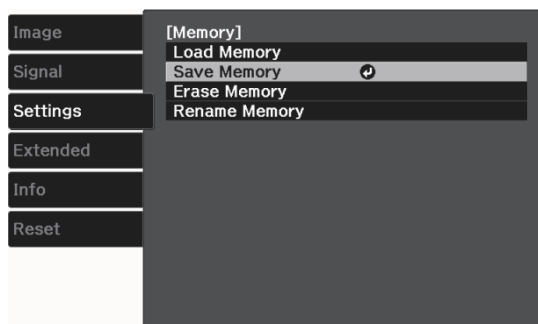 Image
Signal
Settings
Extended
Info
Reset
[Memory]
Load Memory
Save Memory
Erase Memory
Rename Memory